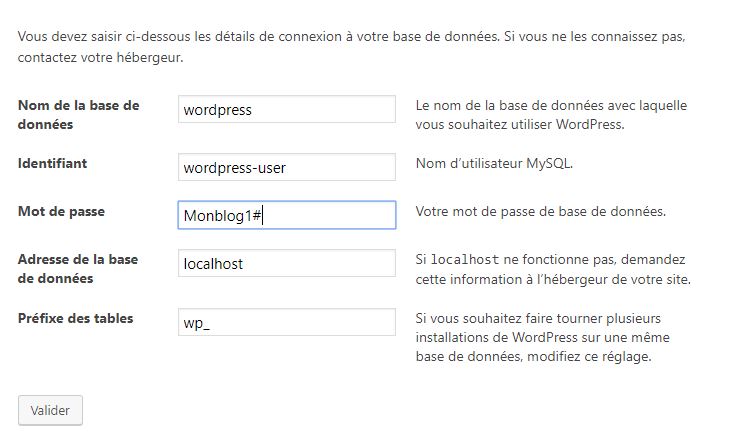 Vous devez saisir ci-dessous les détails de connexion à votre base de données. Si vous ne les connaissez pas,
contactez votre hébergeur.
Nom de la base de
données
wordpress
Le nom de la base de données avec laquelle
vous souhaitez utiliser WordPress.
Identifiant
wordpress-user
Nom d’utilisateur MySQL.
Mot de passe
Monblog1#
Votre mot de passe de base de données.
Adresse de la base
de données
localhost
Si localhost ne fonctionne pas, demandez
cette information à l’hébergeur de votre site.
Préfixe des tables
wp_
Si vous souhaitez faire tourner plusieurs
installations de WordPress sur une même
base de données, modifiez ce réglage.
Valider